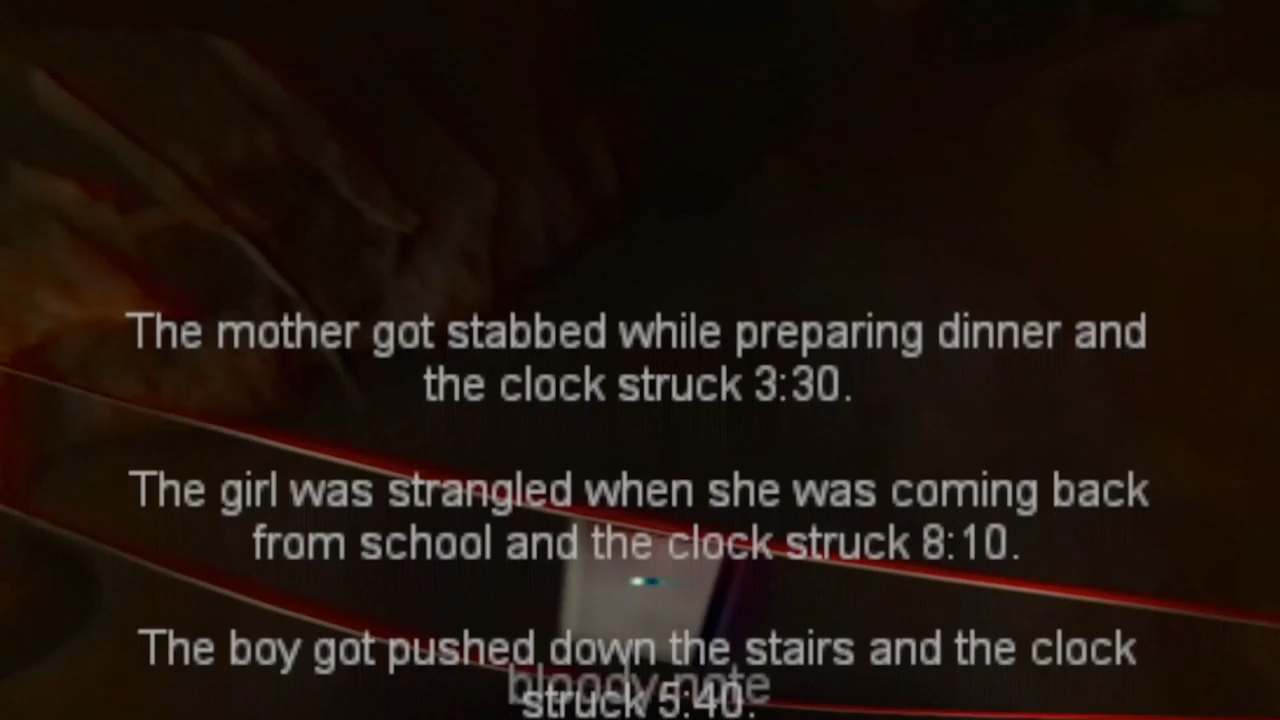 The mother got stabbed while preparing dinner and
the clock struck 3:30.
The girl was strangled when she was coming back
from school and the clock struck 8:10.
The boy got pushed down the stairs and the clock
struck 5:40.
bloody note